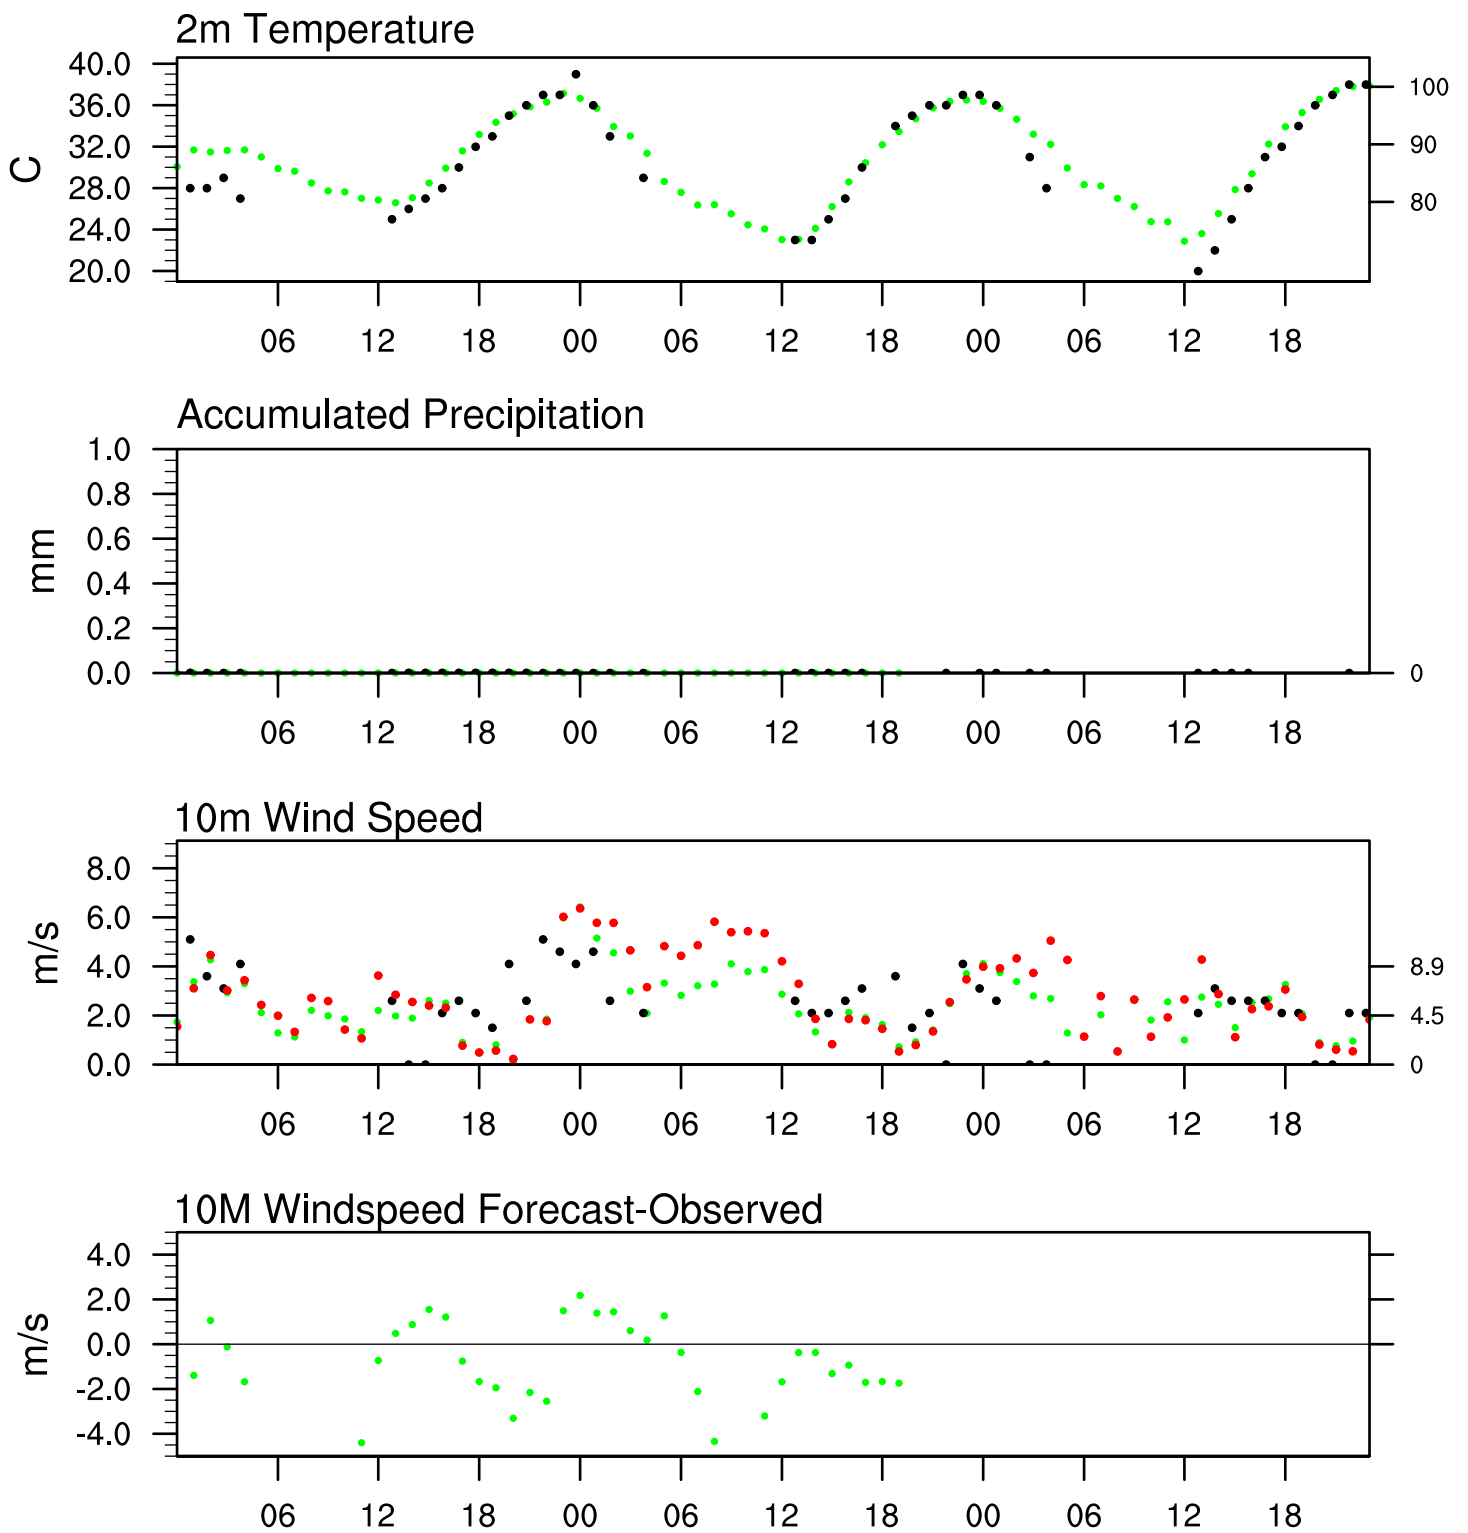 2m Temperature
40.0
36.0
32.0
28.0
24.0
20.0
C
100
90
80
06 12 18 00 06 12 18 00 06 12 18
Accumulated Precipitation
1.0
0.8
0.6
0.4
0.2
0.0
mm
0
06 12 18 00 06 12 18 00 06 12 18
10m Wind Speed
8.0
6.0
4.0
2.0
0.0
m/s
8.9
4.5
0
06 12 18 00 06 12 18 00 06 12 18
10M Windspeed Forecast-Observed
4.0
2.0
0.0
-2.0
-4.0
m/s
06 12 18 00 06 12 18 00 06 12 18